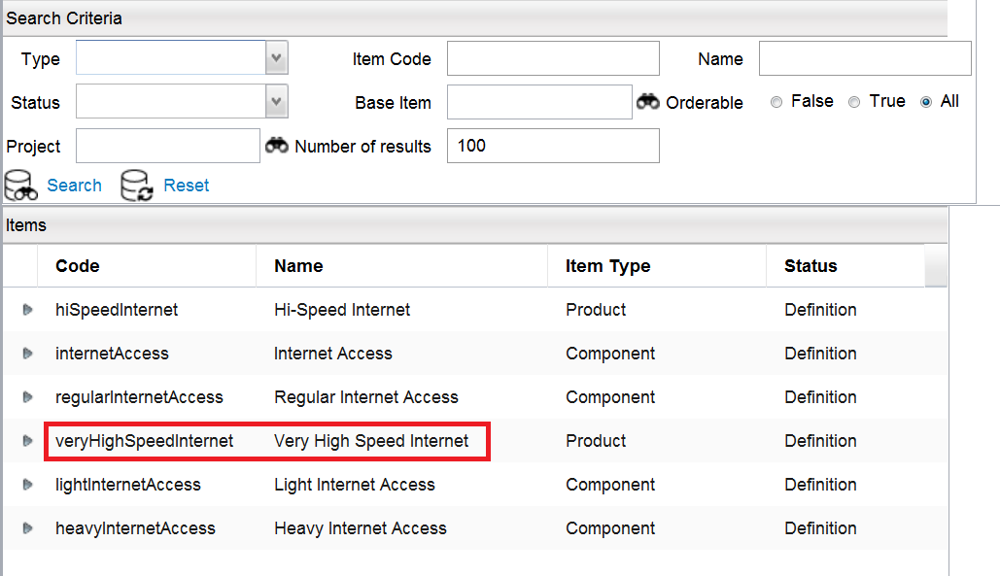 Search Criteria
Type Item Code Name
Status Base Item Orderable False True All
Project Number of results 100
Search Reset
Items
Code Name Item Type Status
hiSpeedInternet Hi-Speed Internet Product Definition
internetAccess Internet Access Component Definition
regularInternetAccess Regular Internet Access Component Definition
veryHighSpeedInternet Very High Speed Internet Product Definition
lightInternetAccess Light Internet Access Component Definition
heavyInternetAccess Heavy Internet Access Component Definition